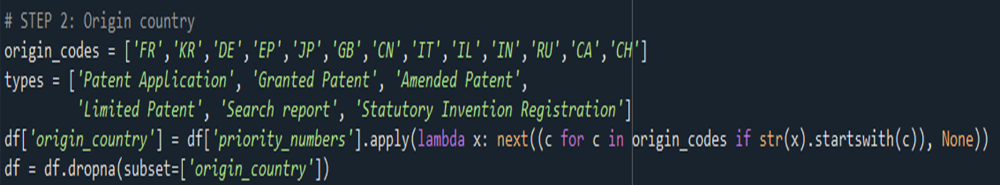 # STEP 2: Origin country
origin_codes = ['FR','KR','DE','EP','JP','GB','CN','IT','IL','IN','RU','CA','CH']
types = ['Patent Application', 'Granted Patent', 'Amended Patent',
'Limited Patent', 'Search report', 'Statutory Invention Registration']
df['origin_country'] = df['priority_numbers'].apply(lambda x: next((c for c in origin_codes if str(x).startswith(c)), None))
df = df.dropna(subset=['origin_country'])